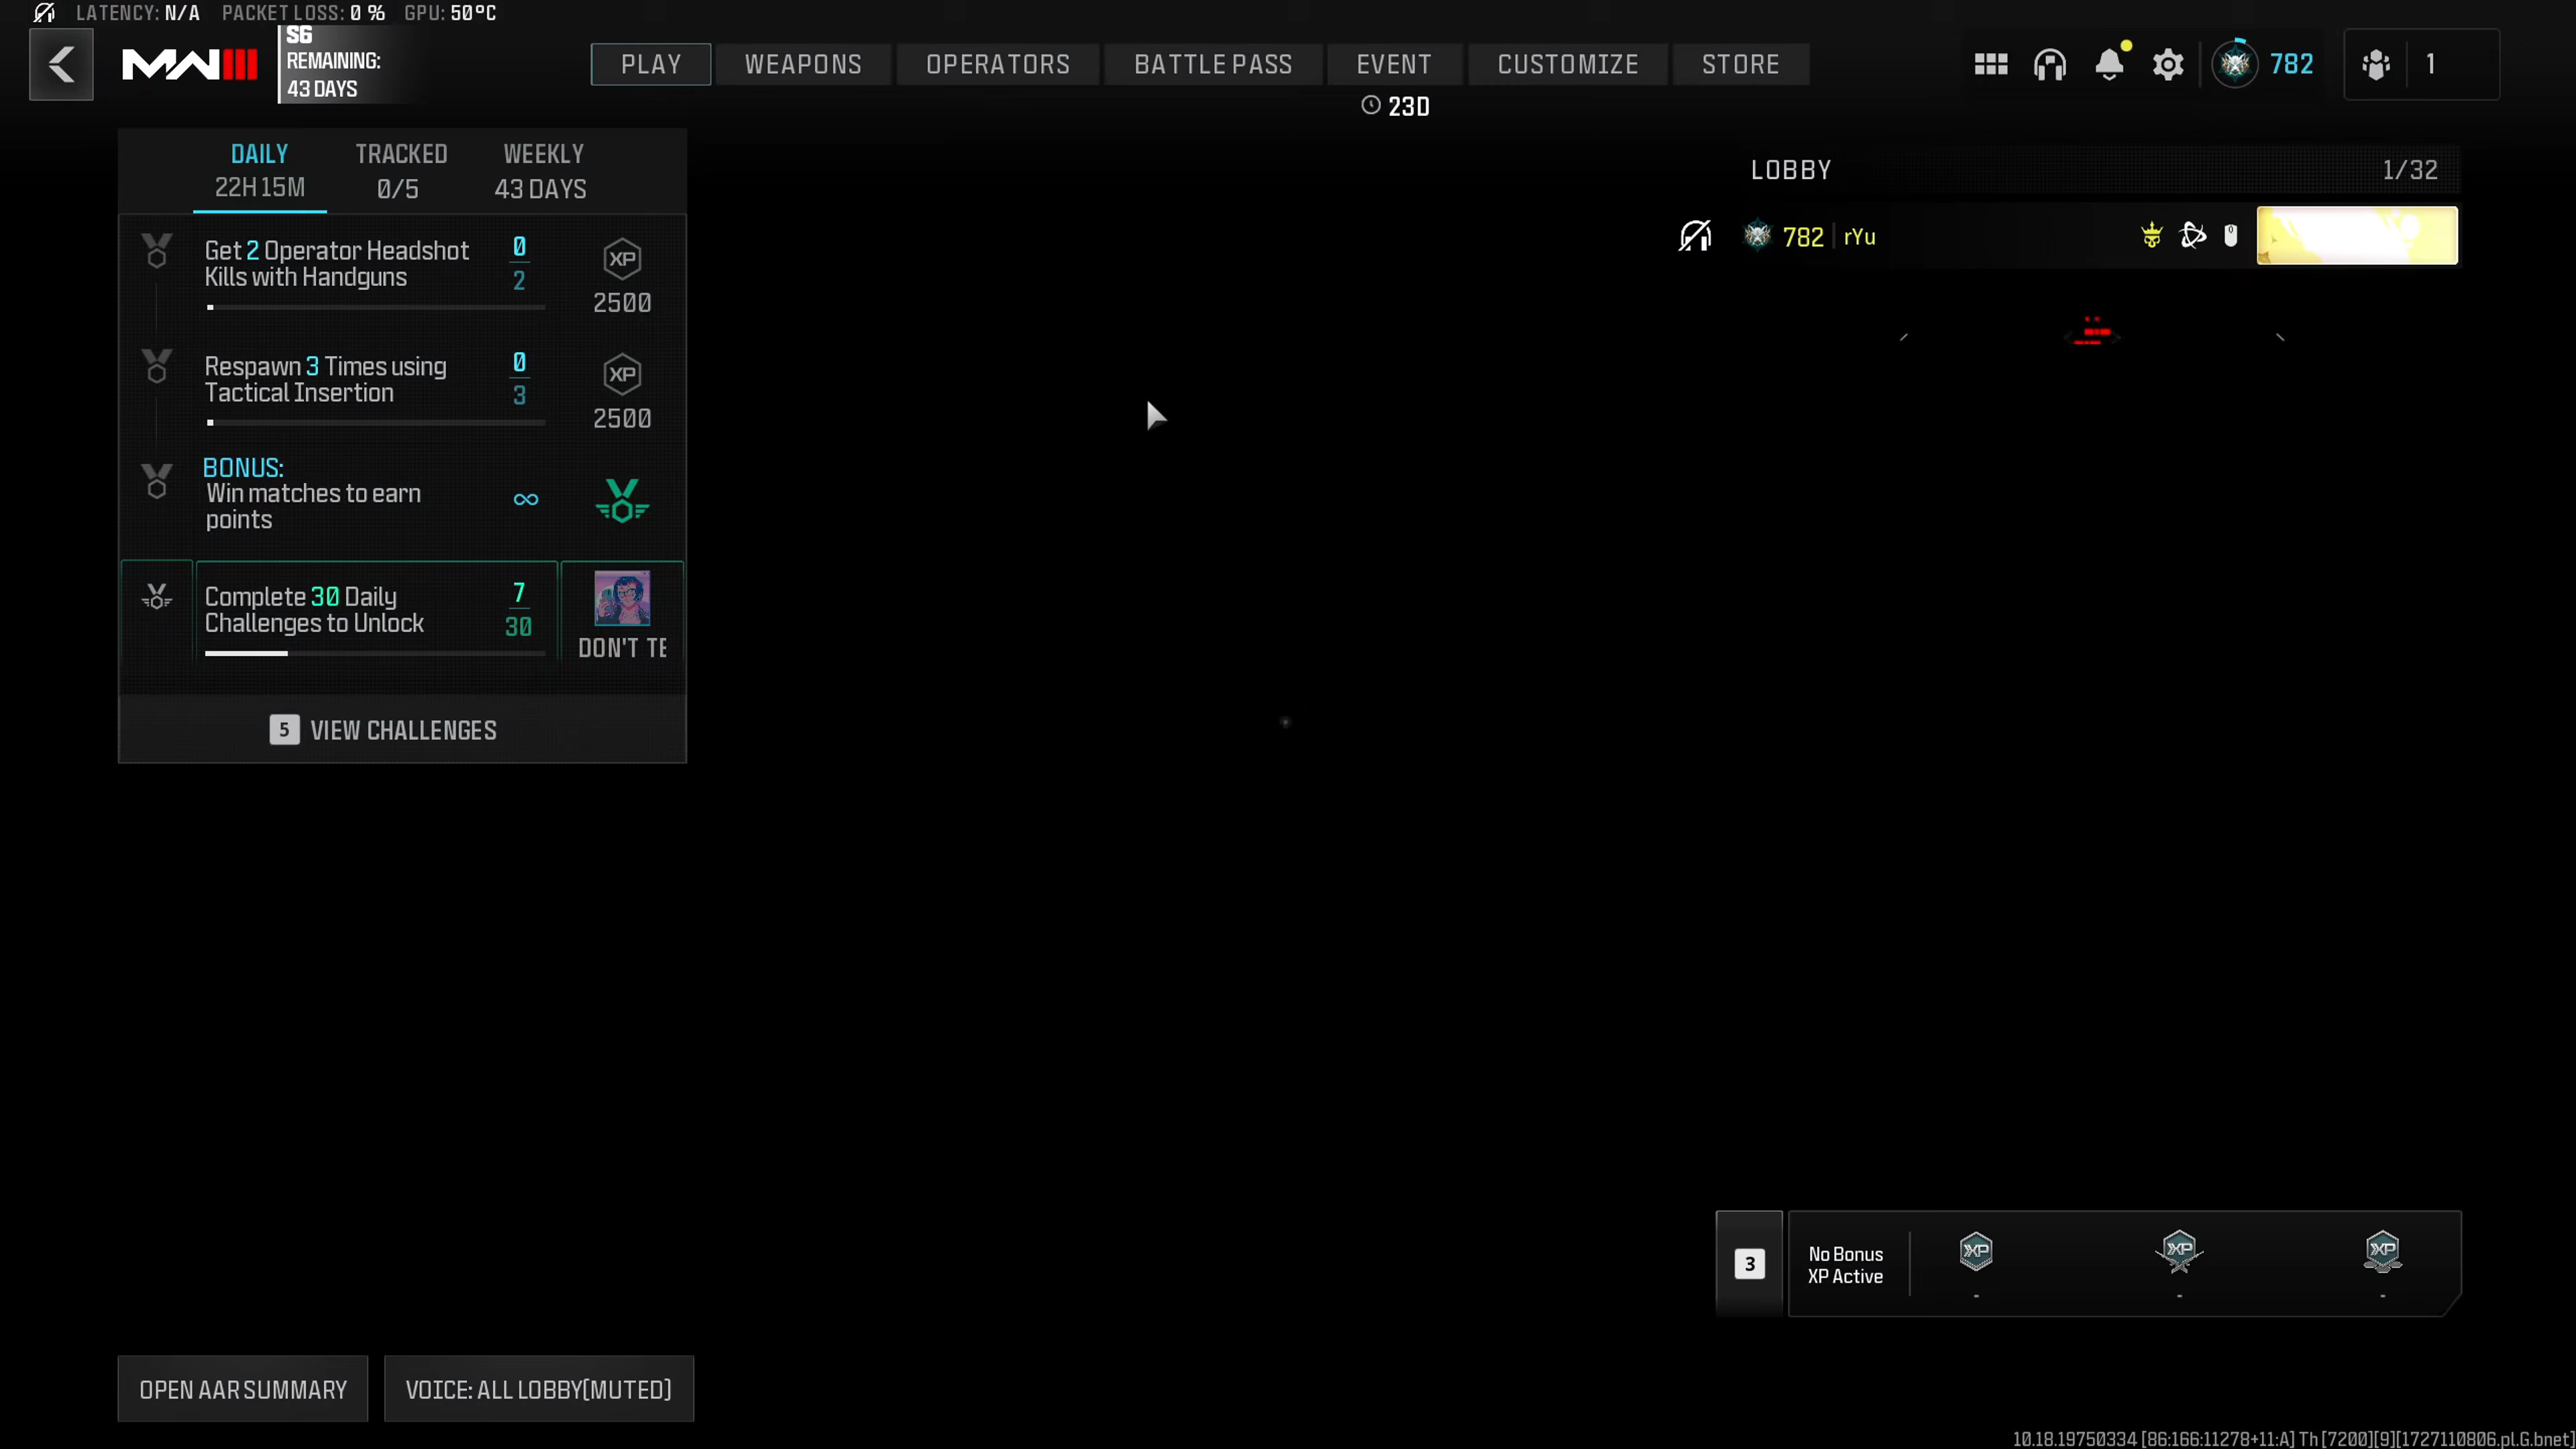 LATENCY: N/A PACKET LOSS: 0 % GPU: 50°C
MWIII
S6
REMAINING:
43 DAYS
PLAY WEAPONS OPERATORS BATTLE PASS EVENT CUSTOMIZE STORE
23D
782
1
DAILY TRACKED WEEKLY
22H 15M 0/5 43 DAYS
Get 2 Operator Headshot
Kills with Handguns
0
2
XP
2500
Respawn 3 Times using
Tactical Insertion
0
3
XP
2500
BONUS:
Win matches to earn
points
∞
Complete 30 Daily
Challenges to Unlock
7
30
DON'T TE
5 VIEW CHALLENGES
LOBBY 1/32
782 rYu
3
No Bonus
XP Active
XP XP XP
- - -
OPEN AAR SUMMARY VOICE: ALL LOBBY(MUTED)
10.18.19750334 [86:166:11278+11:A] Th [7200][9][1727110806.pl.G.bnet]